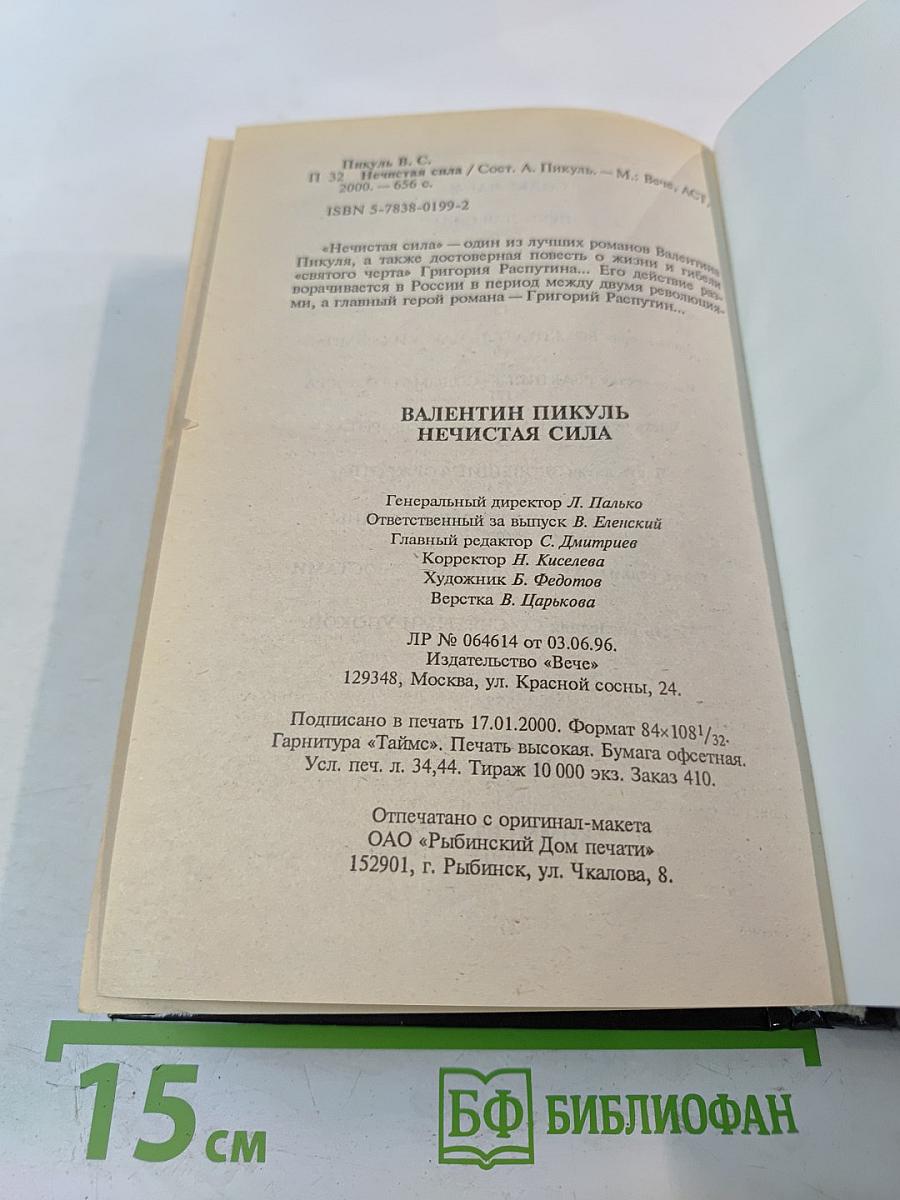 Пикуль В. С.
П 32 Нечистая сила / Сост. А. Пикуль. — М.: Вече, АСТ,
2000. — 656 с.
ISBN 5-7838-0199-2
«Нечистая сила» — один из лучших романов Валентина
Пикуля, а также достоверная повесть о жизни и гибели
«святого черта» Григория Распутина... Его действие раз-
ворачивается в России в период между двумя революция-
ми, а главный герой романа — Григорий Распутин...
ВАЛЕНТИН ПИКУЛЬ
НЕЧИСТАЯ СИЛА
Генеральный директор Л. Палько
Ответственный за выпуск В. Еленский
Главный редактор С. Дмитриев
Корректор Н. Киселева
Художник Б. Федотов
Верстка В. Царькова
ЛР № 064614 от 03.06.96.
Издательство «Вече»
129348, Москва, ул. Красной сосны, 24.
Подписано в печать 17.01.2000. Формат 84×108¹/₃₂.
Гарнитура «Таймс». Печать высокая. Бумага офсетная.
Усл. печ. л. 34,44. Тираж 10 000 экз. Заказ 410.
Отпечатано с оригинал-макета
ОАО «Рыбинский Дом печати»
152901, г. Рыбинск, ул. Чкалова, 8.
15 см
БФ БИБЛИОФАН